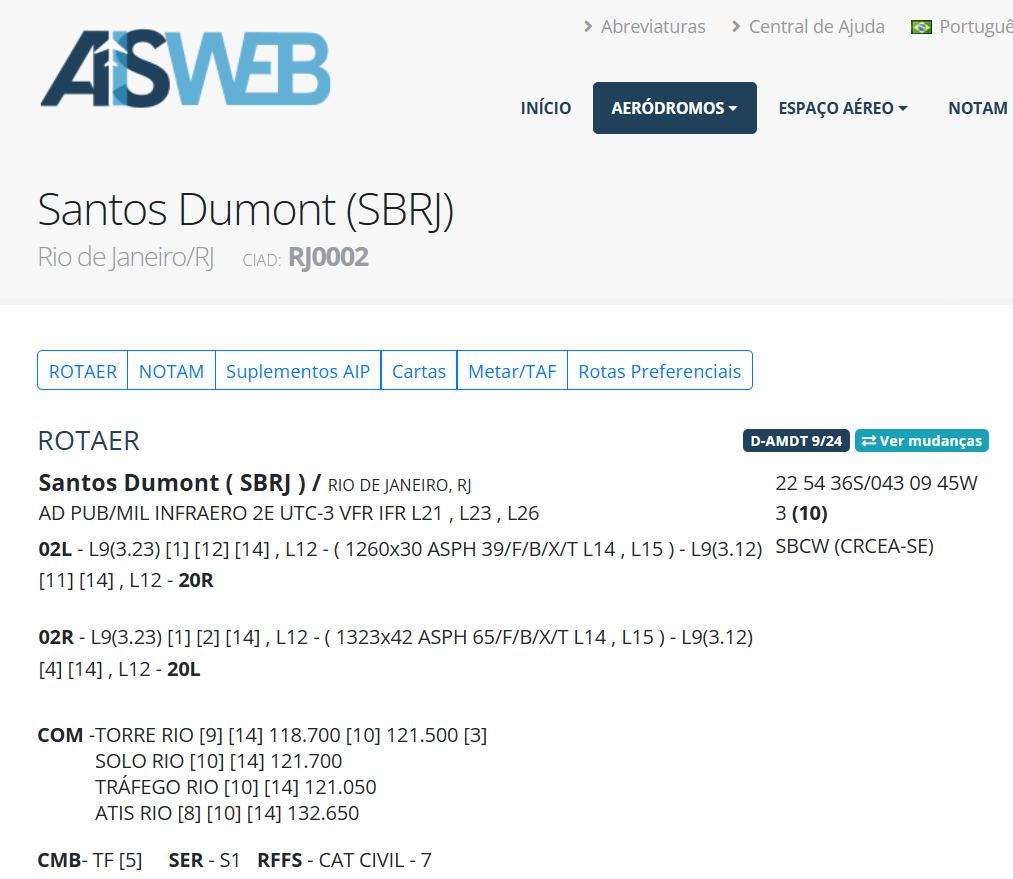 Abreviaturas Central de Ajuda Portuguê
AISWEB
INÍCIO AERÓDROMOS ESPAÇO AÉREO NOTAM
Santos Dumont (SBRJ)
Rio de Janeiro/RJ CIAD: RJ0002
ROTAER NOTAM Suplementos AIP Cartas Metar/TAF Rotas Preferenciais
ROTAER D-AMDT 9/24 Ver mudanças
Santos Dumont ( SBRJ ) / RIO DE JANEIRO, RJ 22 54 36S/043 09 45W
AD PUB/MIL INFRAERO 2E UTC-3 VFR IFR L21 , L23 , L26 3 (10)
02L - L9(3.23) [1] [12] [14] , L12 - ( 1260x30 ASPH 39/F/B/X/T L14 , L15 ) - L9(3.12) SBCW (CRCEA-SE)
[11] [14] , L12 - 20R
02R - L9(3.23) [1] [2] [14] , L12 - ( 1323x42 ASPH 65/F/B/X/T L14 , L15 ) - L9(3.12)
[4] [14] , L12 - 20L
COM -TORRE RIO [9] [14] 118.700 [10] 121.500 [3]
SOLO RIO [10] [14] 121.700
TRÁFEGO RIO [10] [14] 121.050
ATIS RIO [8] [10] [14] 132.650
CMB- TF [5] SER - S1 RFFS - CAT CIVIL - 7